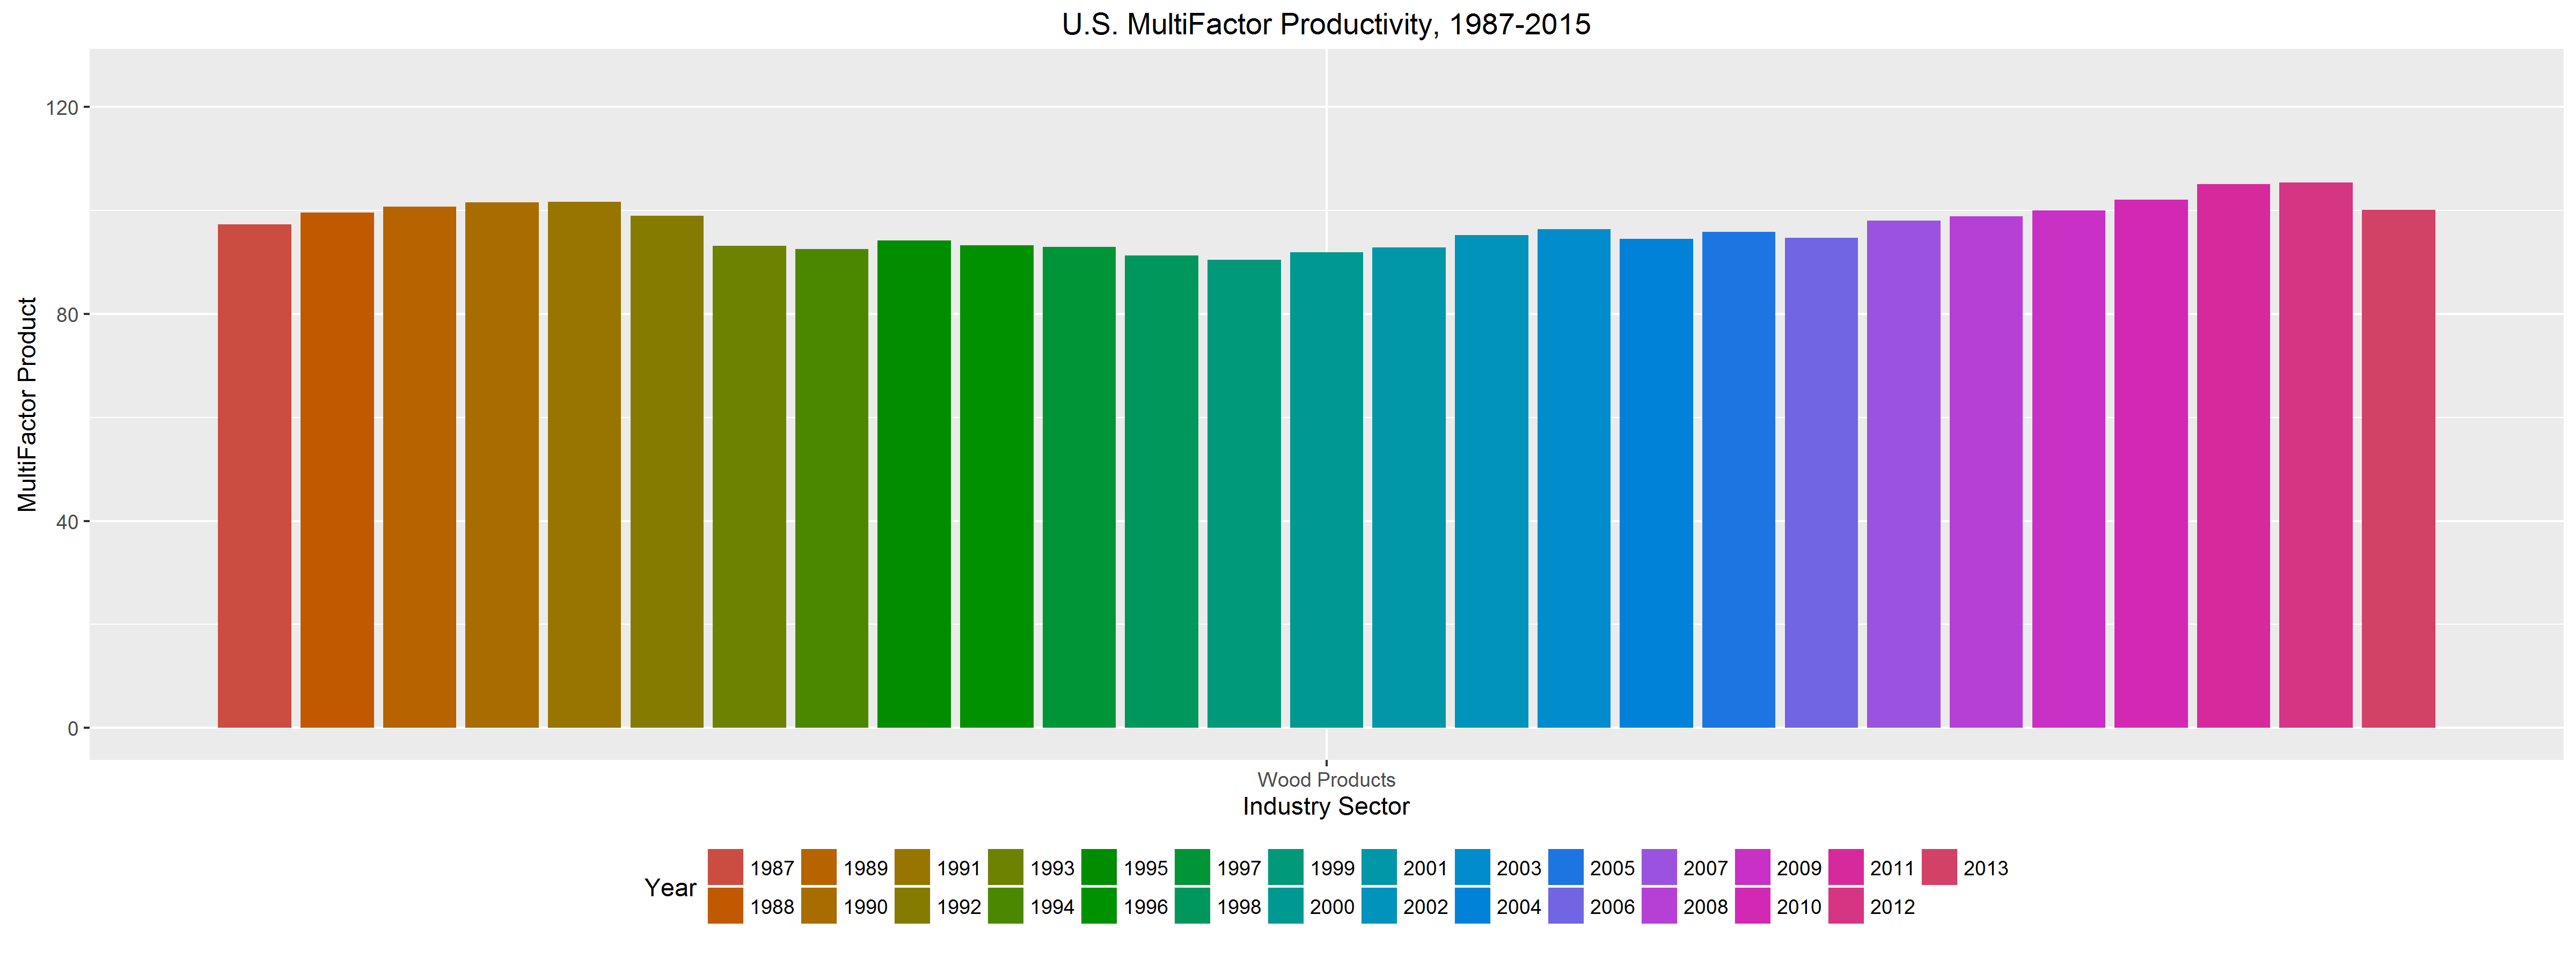 U.S. MultiFactor Productivity, 1987-2015
MultiFactor Product
120
80
40
0
Wood Products
Industry Sector
Year
1987 1989 1991 1993 1995 1997 1999 2001 2003 2005 2007 2009 2011 2013
1988 1990 1992 1994 1996 1998 2000 2002 2004 2006 2008 2010 2012